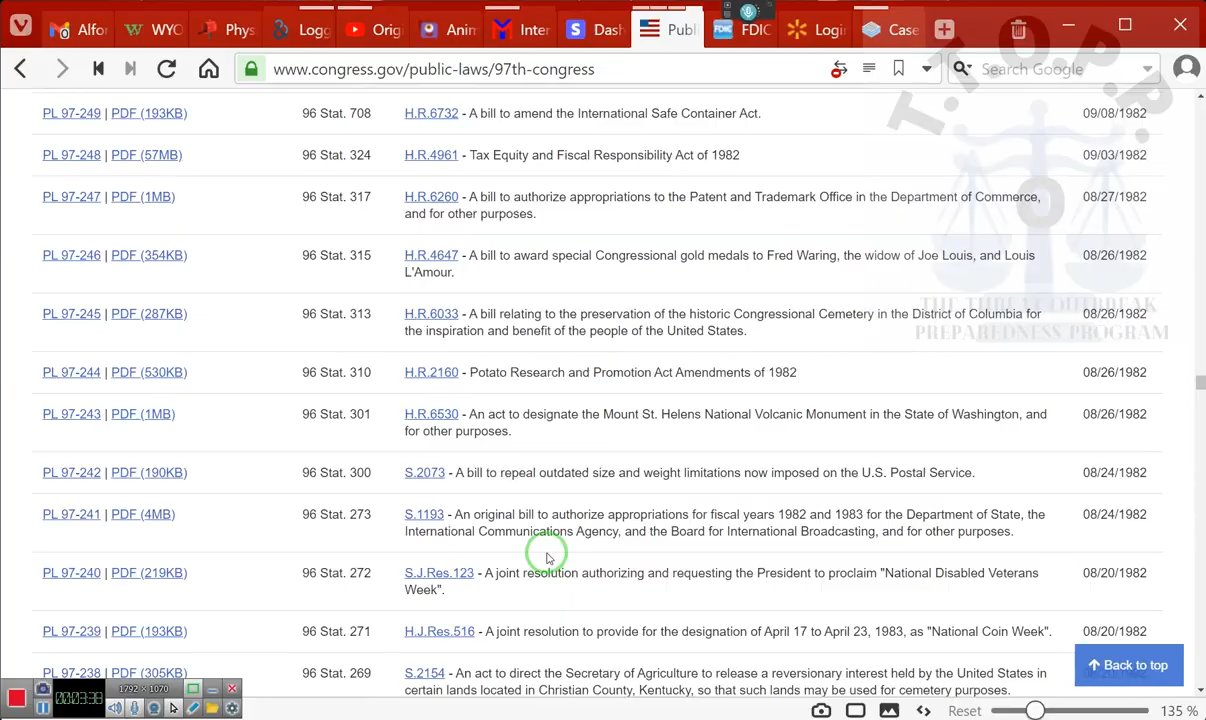 Alfor
WYO
Phys
Logg
Orig
Anin
Inter
Dash
Publ
FDIC
Login
Case
www.congress.gov/public-laws/97th-congress
Search Google
T.T.O.P.P.
PL 97-249 | PDF (193KB) 96 Stat. 708 H.R.6732 - A bill to amend the International Safe Container Act. 09/08/1982
PL 97-248 | PDF (57MB) 96 Stat. 324 H.R.4961 - Tax Equity and Fiscal Responsibility Act of 1982 09/03/1982
PL 97-247 | PDF (1MB) 96 Stat. 317 H.R.6260 - A bill to authorize appropriations to the Patent and Trademark Office in the Department of Commerce, 08/27/1982
and for other purposes.
PL 97-246 | PDF (354KB) 96 Stat. 315 H.R.4647 - A bill to award special Congressional gold medals to Fred Waring, the widow of Joe Louis, and Louis 08/26/1982
L'Amour.
THE THREAT OUTBREAK
PREPAREDNESS PROGRAM
PL 97-245 | PDF (287KB) 96 Stat. 313 H.R.6033 - A bill relating to the preservation of the historic Congressional Cemetery in the District of Columbia for 08/26/1982
the inspiration and benefit of the people of the United States.
PL 97-244 | PDF (530KB) 96 Stat. 310 H.R.2160 - Potato Research and Promotion Act Amendments of 1982 08/26/1982
PL 97-243 | PDF (1MB) 96 Stat. 301 H.R.6530 - An act to designate the Mount St. Helens National Volcanic Monument in the State of Washington, and 08/26/1982
for other purposes.
PL 97-242 | PDF (190KB) 96 Stat. 300 S.2073 - A bill to repeal outdated size and weight limitations now imposed on the U.S. Postal Service. 08/24/1982
PL 97-241 | PDF (4MB) 96 Stat. 273 S.1193 - An original bill to authorize appropriations for fiscal years 1982 and 1983 for the Department of State, the 08/24/1982
International Communications Agency, and the Board for International Broadcasting, and for other purposes.
PL 97-240 | PDF (219KB) 96 Stat. 272 S.J.Res.123 - A joint resolution authorizing and requesting the President to proclaim "National Disabled Veterans 08/20/1982
Week".
PL 97-239 | PDF (193KB) 96 Stat. 271 H.J.Res.516 - A joint resolution to provide for the designation of April 17 to April 23, 1983, as "National Coin Week". 08/20/1982
Back to top
PL 97-238 | PDF (305KB) 96 Stat. 269 S.2154 - An act to direct the Secretary of Agriculture to release a reversionary interest held by the United States in
certain lands located in Christian County, Kentucky, so that such lands may be used for cemetery purposes.
1792 x 1070
Reset 135 %